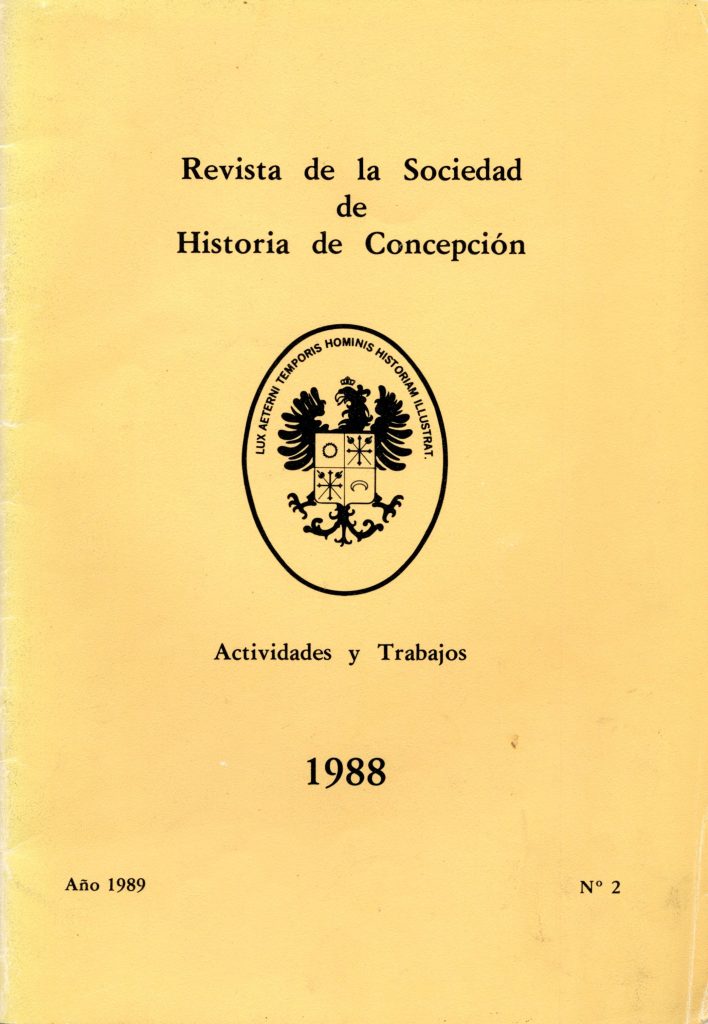 Revista de la Sociedad
de
Historia de Concepción
LUX AETERNI TEMPORIS HOMINIS HISTORIAM ILLUSTRAT.
Actividades y Trabajos
1988
Año 1989
Nº 2